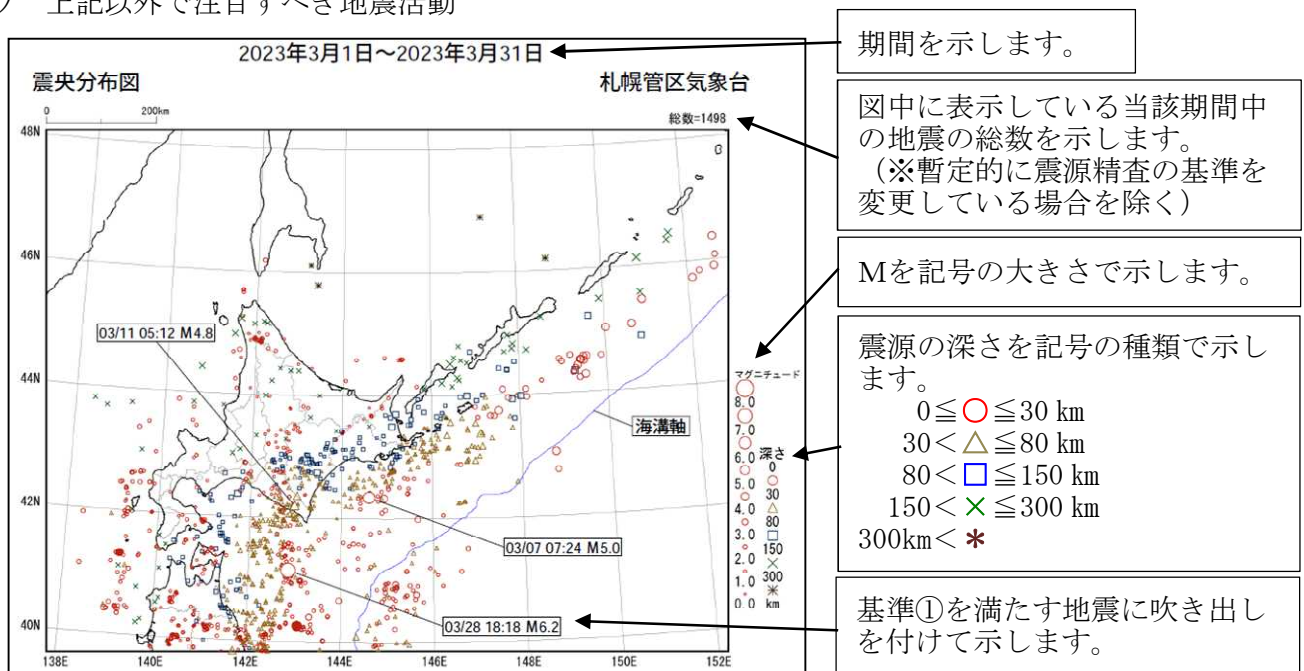 上記以外で注目すべき地震活動
2023年3月1日～2023年3月31日
震央分布図
札幌管区気象台
0
200km
総数=1498
48N
46N
44N
42N
40N
138E
140E
142E
144E
146E
148E
150E
152E
03/11 05:12 M4.8
海溝軸
03/07 07:24 M5.0
03/28 18:18 M6.2
マグニチュード
8.0
7.0
6.0
5.0
4.0
3.0
2.0
1.0
0.0
深さ
0
30
80
150
300
km
期間を示します。
図中に表示している当該期間中
の地震の総数を示します。
（※暫定的に震源精査の基準を
変更している場合を除く）
Mを記号の大きさで示します。
震源の深さを記号の種類で示し
ます。
0≦○≦30 km
30＜△≦80 km
80＜□≦150 km
150＜×≦300 km
300km＜＊
基準①を満たす地震に吹き出し
を付けて示します。